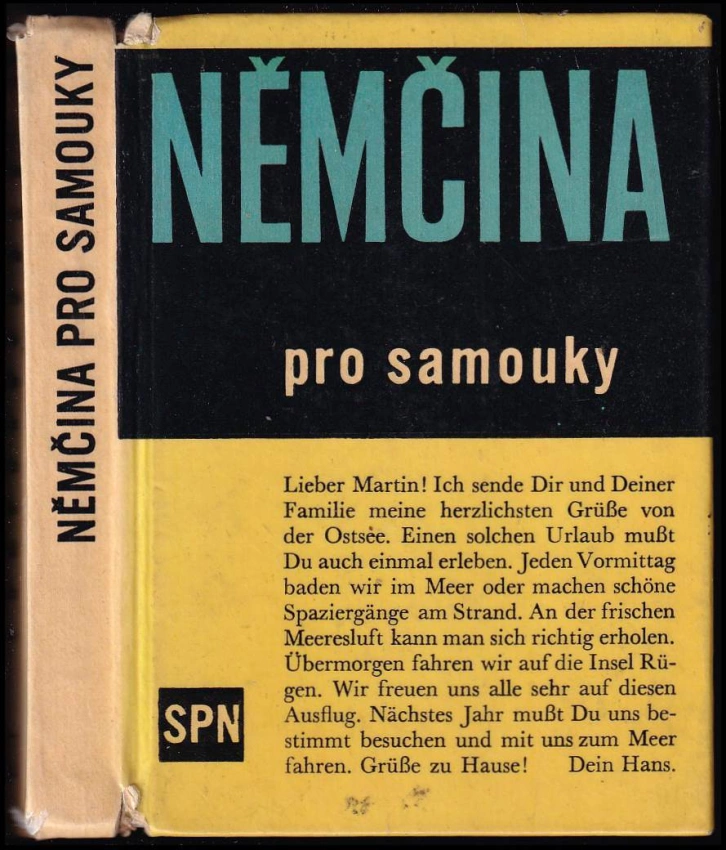 NĚMČINA PRO SAMOUKY
NĚMČINA
pro samouky
Lieber Martin! Ich sende Dir und Deiner
Familie meine herzlichsten Grüße von
der Ostsee. Einen solchen Urlaub mußt
Du auch einmal erleben. Jeden Vormittag
baden wir im Meer oder machen schöne
Spaziergänge am Strand. An der frischen
Meeresluft kann man sich richtig erholen.
Übermorgen fahren wir auf die Insel Rü-
gen. Wir freuen uns alle sehr auf diesen
Ausflug. Nächstes Jahr mußt Du uns be-
stimmt besuchen und mit uns zum Meer
fahren. Grüße zu Hause! Dein Hans.
SPN